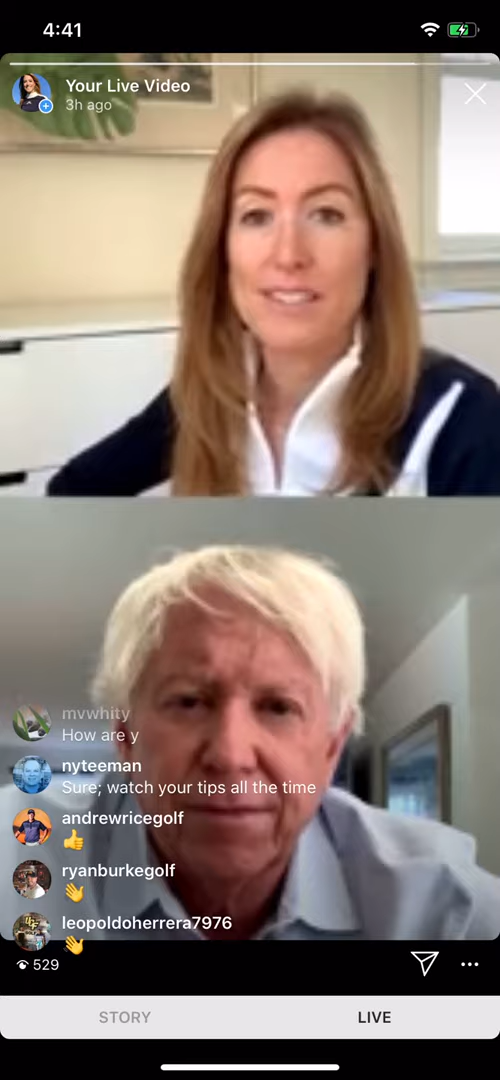 4:41
Your Live Video
3h ago
mvwhity
How are y
nyteeman
Sure; watch your tips all the time
andrewricegolf
👍
ryanburkegolf
👋
leopoldoherrera7976
👋
529
STORY
LIVE